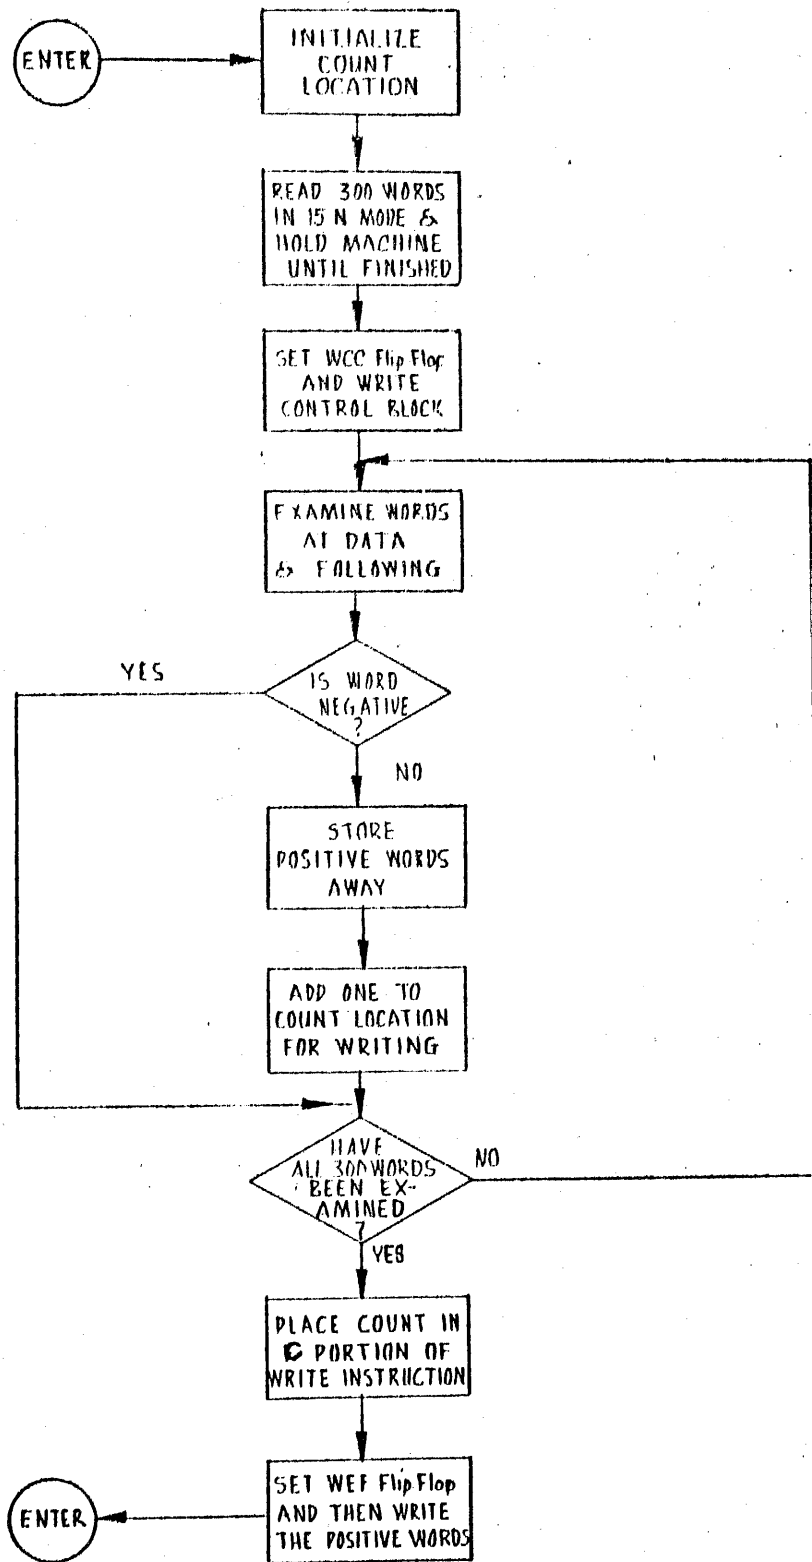 ENTER
INITIALIZE
COUNT
LOCATION
READ 300 WORDS
IN 15 N MODE &
HOLD MACHINE
UNTIL FINISHED
SET WCC Flip Flop
AND WRITE
CONTROL BLOCK
EXAMINE WORDS
AT DATA
& FOLLOWING
YES
IS WORD
NEGATIVE
?
NO
STORE
POSITIVE WORDS
AWAY
ADD ONE TO
COUNT LOCATION
FOR WRITING
HAVE
ALL 300 WORDS
BEEN EX-
AMINED
?
NO
YES
PLACE COUNT IN
C PORTION OF
WRITE INSTRUCTION
SET WEF Flip Flop
AND THEN WRITE
THE POSITIVE WORDS
ENTER